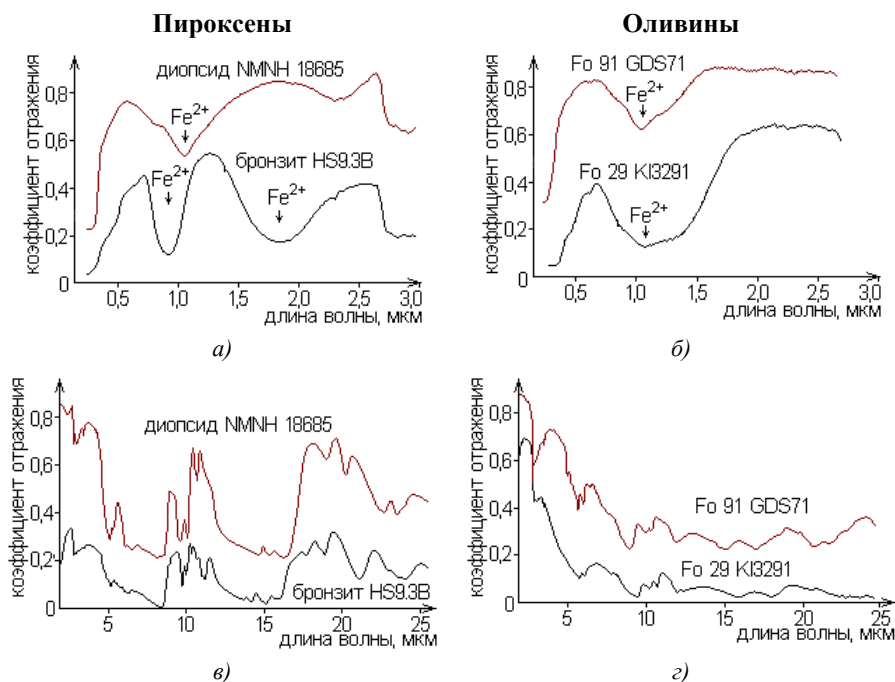 Пироксены
Оливины
коэффициент отражения
0,8
0,6
0,4
0,2
0
диопсид NMNH 18685
Fe2+
бронзит HS9.3B
Fe2+
Fe2+
0,5
1,0
1,5
2,0
2,5
3,0
длина волны, мкм
а)
коэффициент отражения
0,8
0,6
0,4
0,2
0
Fo 91 GDS71
Fe2+
Fo 29 KI3291
Fe2+
0,5
1,0
1,5
2,0
2,5
3,0
длина волны, мкм
б)
коэффициент отражения
0,8
0,6
0,4
0,2
0
диопсид NMNH 18685
бронзит HS9.3B
5
10
15
20
25
длина волны, мкм
в)
коэффициент отражения
0,8
0,6
0,4
0,2
0
Fo 91 GDS71
Fo 29 KI3291
5
10
15
20
25
длина волны, мкм
г)